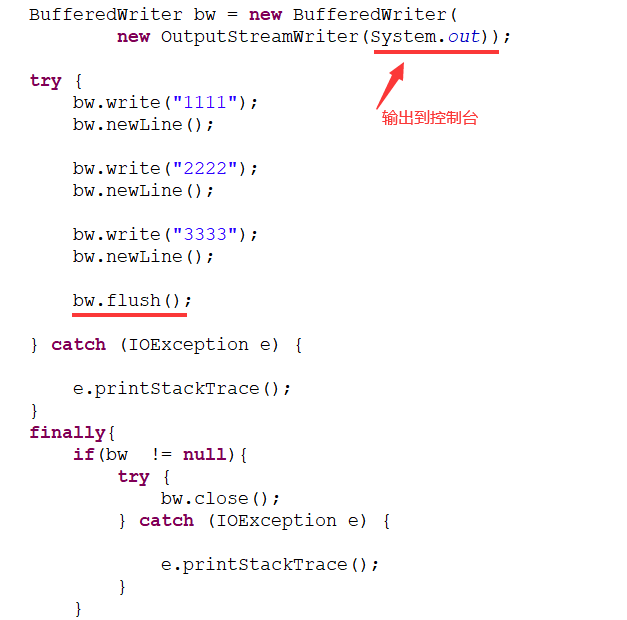 BufferedWriter bw = new BufferedWriter(
new OutputStreamWriter(System.out));
输出到控制台
try {
bw.write("1111");
bw.newLine();
bw.write("2222");
bw.newLine();
bw.write("3333");
bw.newLine();
bw.flush();
} catch (IOException e) {
e.printStackTrace();
}
finally{
if(bw  != null){
try {
bw.close();
} catch (IOException e) {
e.printStackTrace();
}
}